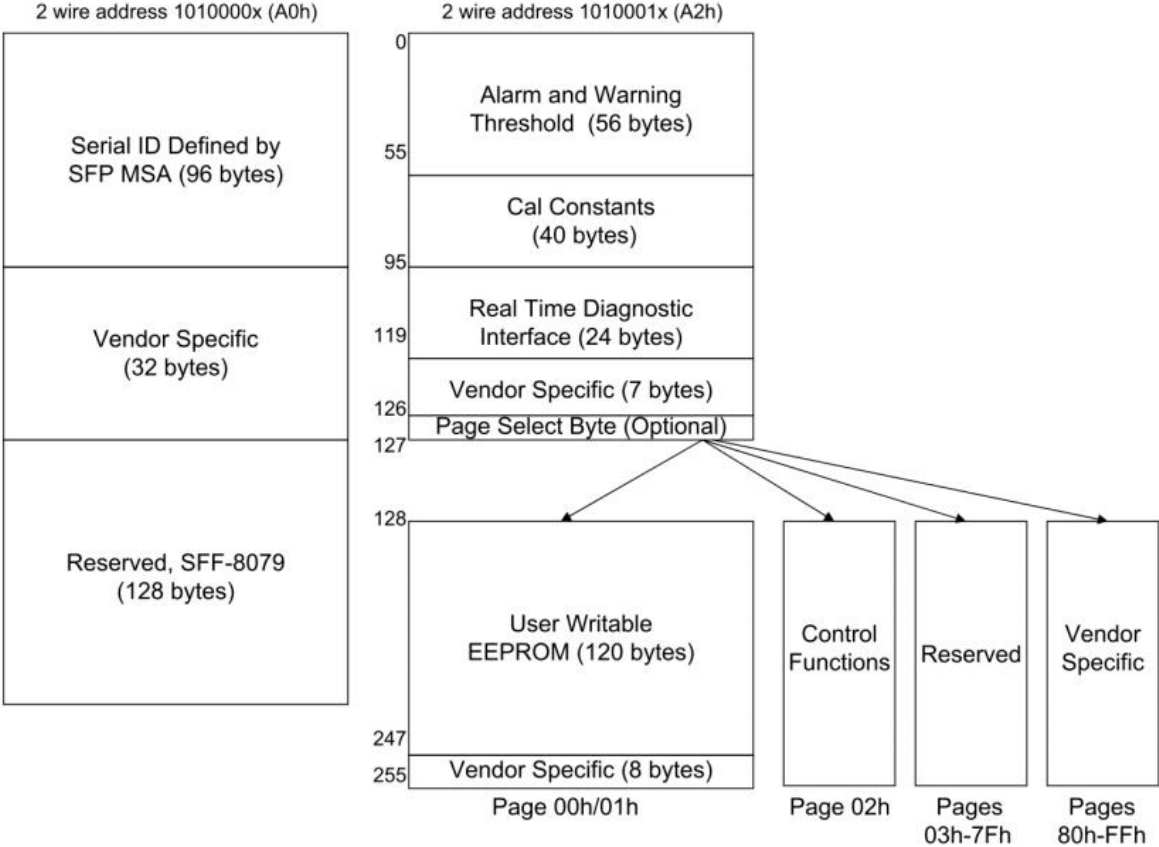 2 wire address 1010000x (A0h)
Serial ID Defined by
SFP MSA (96 bytes)
Vendor Specific
(32 bytes)
Reserved, SFF-8079
(128 bytes)
2 wire address 1010001x (A2h)
0
Alarm and Warning
Threshold (56 bytes)
55
Cal Constants
(40 bytes)
95
Real Time Diagnostic
Interface (24 bytes)
119
Vendor Specific (7 bytes)
126
Page Select Byte (Optional)
127
128
User Writable
EEPROM (120 bytes)
247
Vendor Specific (8 bytes)
255
Page 00h/01h
Control
Functions
Page 02h
Reserved
Pages
03h-7Fh
Vendor
Specific
Pages
80h-FFh